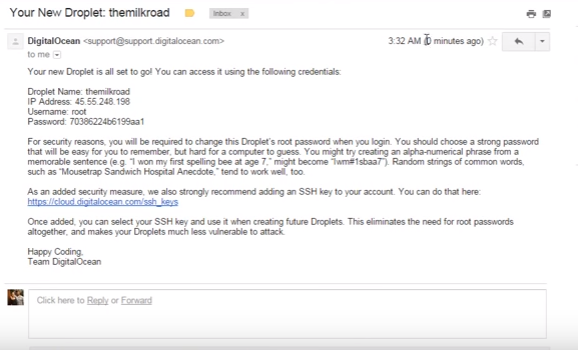 Your New Droplet: themilkroad
Inbox x
DigitalOcean <support@support.digitalocean.com>
3:32 AM (0 minutes ago)
to me
Your new Droplet is all set to go! You can access it using the following credentials:
Droplet Name: themilkroad
IP Address: 45.55.248.198
Username: root
Password: 70386224b6199aa1
For security reasons, you will be required to change this Droplet's root password when you login. You should choose a strong password
that will be easy for you to remember, but hard for a computer to guess. You might try creating an alpha-numerical phrase from a
memorable sentence (e.g. "I won my first spelling bee at age 7," might become "Iwm#1sbaa7"). Random strings of common words,
such as "Mousetrap Sandwich Hospital Anecdote," tend to work well, too.
As an added security measure, we also strongly recommend adding an SSH key to your account. You can do that here:
https://cloud.digitalocean.com/ssh_keys
Once added, you can select your SSH key and use it when creating future Droplets. This eliminates the need for root passwords
altogether, and makes your Droplets much less vulnerable to attack.
Happy Coding,
Team DigitalOcean
Click here to Reply or Forward